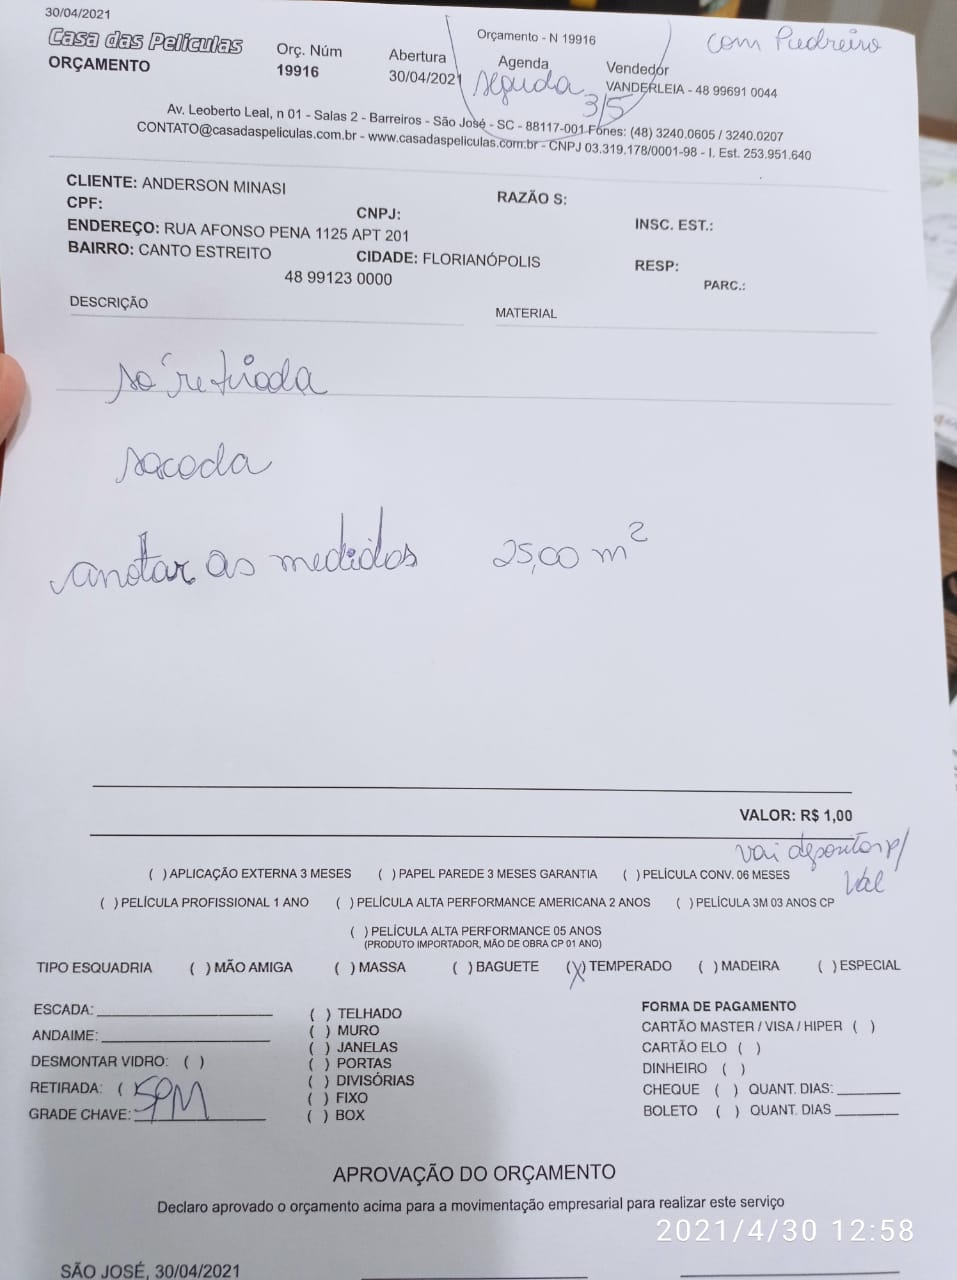 30/04/2021
Casa das Películas
ORÇAMENTO
Orç. Núm
19916
Abertura
30/04/2021
Orçamento - N 19916
Agenda
segunda
3/5
Vendedor
VANDERLEIA - 48 99691 0044
com Pedreiro
Av. Leoberto Leal, n 01 - Salas 2 - Barreiros - São José - SC - 88117-001 Fones: (48) 3240.0605 / 3240.0207
CONTATO@casadaspeliculas.com.br - www.casadaspeliculas.com.br - CNPJ 03.319.178/0001-98 - I. Est. 253.951.640
CLIENTE: ANDERSON MINASI
RAZÃO S:
CPF:
CNPJ:
INSC. EST.:
ENDEREÇO: RUA AFONSO PENA 1125 APT 201
BAIRRO: CANTO ESTREITO
CIDADE: FLORIANÓPOLIS
RESP:
48 99123 0000
PARC.:
DESCRIÇÃO
MATERIAL
só retirada
sacada
anotar as medidas 25,00 m²
VALOR: R$ 1,00
vai depositar p/
Val
( ) APLICAÇÃO EXTERNA 3 MESES ( ) PAPEL PAREDE 3 MESES GARANTIA ( ) PELÍCULA CONV. 06 MESES
( ) PELÍCULA PROFISSIONAL 1 ANO ( ) PELÍCULA ALTA PERFORMANCE AMERICANA 2 ANOS ( ) PELÍCULA 3M 03 ANOS CP
( ) PELÍCULA ALTA PERFORMANCE 05 ANOS
(PRODUTO IMPORTADOR, MÃO DE OBRA CP 01 ANO)
TIPO ESQUADRIA ( ) MÃO AMIGA ( ) MASSA ( ) BAGUETE (X) TEMPERADO ( ) MADEIRA ( ) ESPECIAL
ESCADA:
ANDAIME:
DESMONTAR VIDRO: ( )
RETIRADA: ( SPM
GRADE CHAVE:
( ) TELHADO
( ) MURO
( ) JANELAS
( ) PORTAS
( ) DIVISÓRIAS
( ) FIXO
( ) BOX
FORMA DE PAGAMENTO
CARTÃO MASTER / VISA / HIPER ( )
CARTÃO ELO ( )
DINHEIRO ( )
CHEQUE ( ) QUANT. DIAS:
BOLETO ( ) QUANT. DIAS
APROVAÇÃO DO ORÇAMENTO
Declaro aprovado o orçamento acima para a movimentação empresarial para realizar este serviço
2021/4/30 12:58
SÃO JOSÉ, 30/04/2021